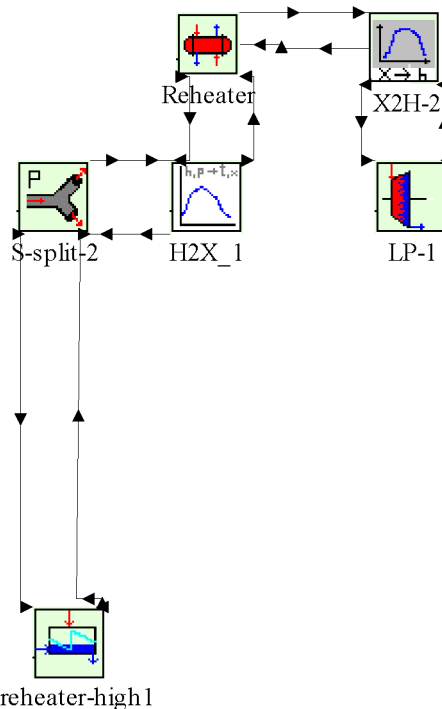 Reheater
X → h
X2H-2
P
h,p→t,x
S-split-2
H2X_1
LP-1
reheater-high1